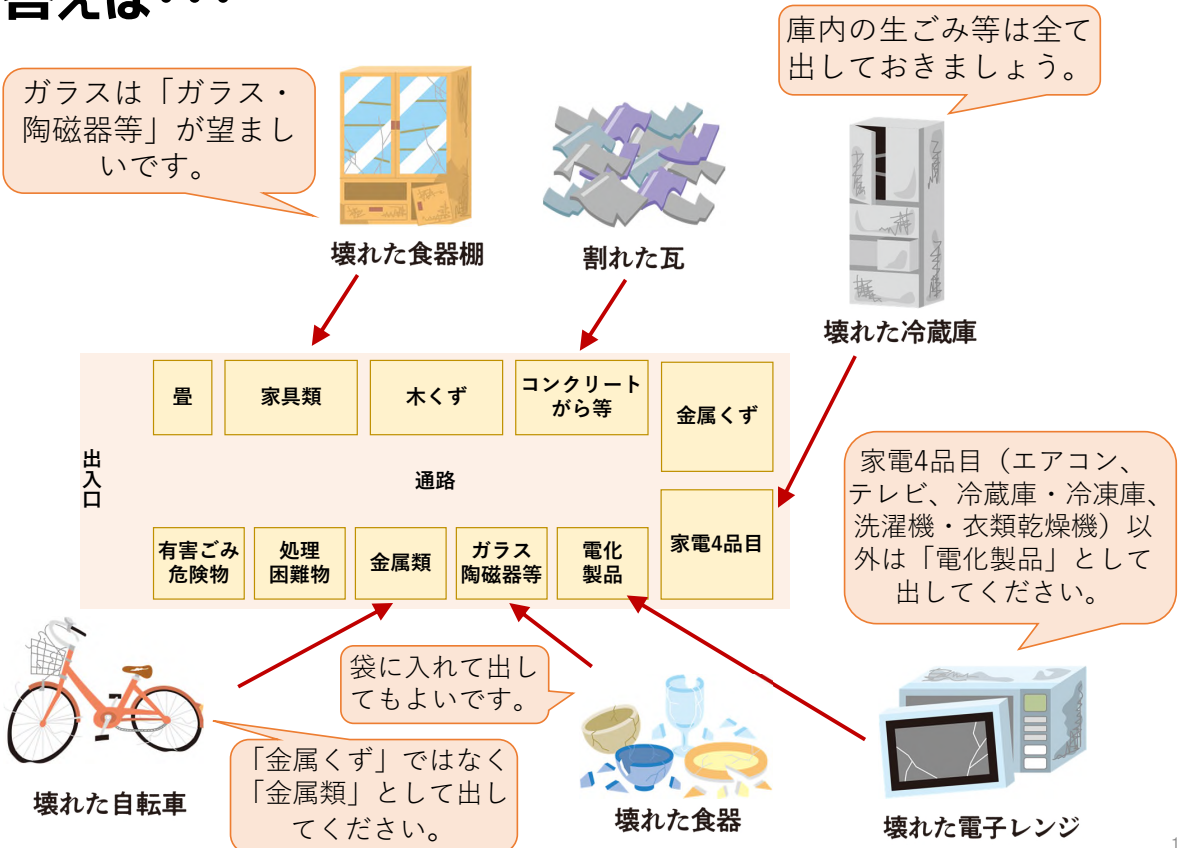 答えは・・・
庫内の生ごみ等は全て
出しておきましょう。
ガラスは「ガラス・
陶磁器等」が望まし
いです。
壊れた食器棚
割れた瓦
壊れた冷蔵庫
畳
家具類
木くず
コンクリート
がら等
金属くず
出入口
通路
家電4品目（エアコン、
テレビ、冷蔵庫・冷凍庫、
洗濯機・衣類乾燥機）以
外は「電化製品」として
出してください。
有害ごみ
危険物
処理
困難物
金属類
ガラス
陶磁器等
電化
製品
家電4品目
袋に入れて出し
てもよいです。
「金属くず」ではなく
「金属類」として出し
てください。
壊れた自転車
壊れた食器
壊れた電子レンジ
1